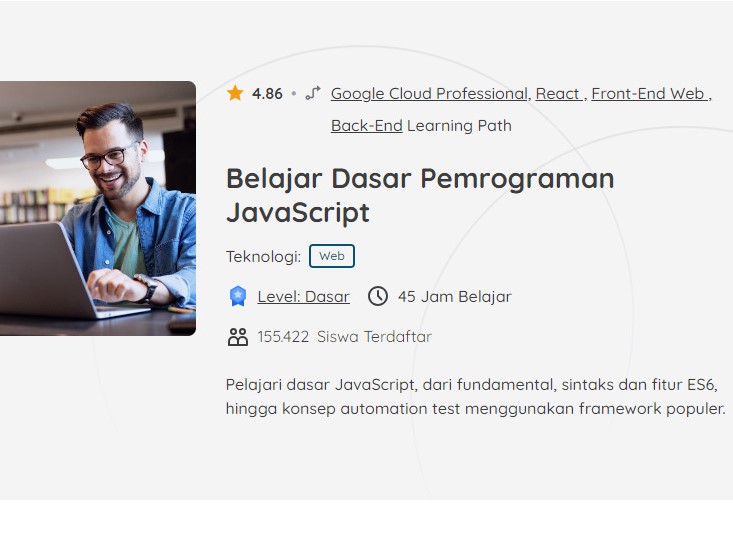 4.86 • Google Cloud Professional, React , Front-End Web ,
Back-End Learning Path
Belajar Dasar Pemrograman
JavaScript
Teknologi: Web
Level: Dasar 45 Jam Belajar
155.422 Siswa Terdaftar
Pelajari dasar JavaScript, dari fundamental, sintaks dan fitur ES6,
hingga konsep automation test menggunakan framework populer.